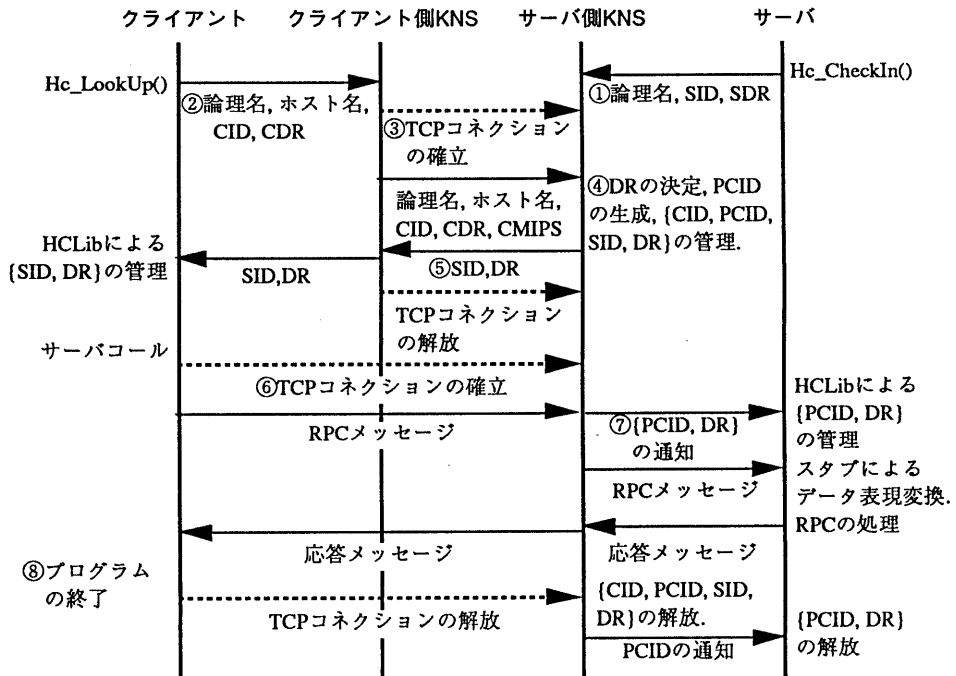 クライアント クライアント側KNS サーバ側KNS サーバ
Hc_LookUp()
Hc_CheckIn()
②論理名, ホスト名,
CID, CDR
①論理名, SID, SDR
③TCPコネクション
の確立
論理名, ホスト名,
CID, CDR, CMIPS
④DRの決定, PCID
の生成, {CID, PCID,
SID, DR}の管理.
HCLibによる
{SID, DR}の管理
SID,DR
⑤SID,DR
TCPコネクション
の解放
サーバコール
⑥TCPコネクションの確立
HCLibによる
{PCID, DR}
の管理
RPCメッセージ
⑦{PCID, DR}
の通知
RPCメッセージ
スタブによる
データ表現変換.
RPCの処理
応答メッセージ
応答メッセージ
⑧プログラム
の終了
TCPコネクションの解放
{CID, PCID, SID,
DR}の解放.
PCIDの通知
{PCID, DR}
の解放